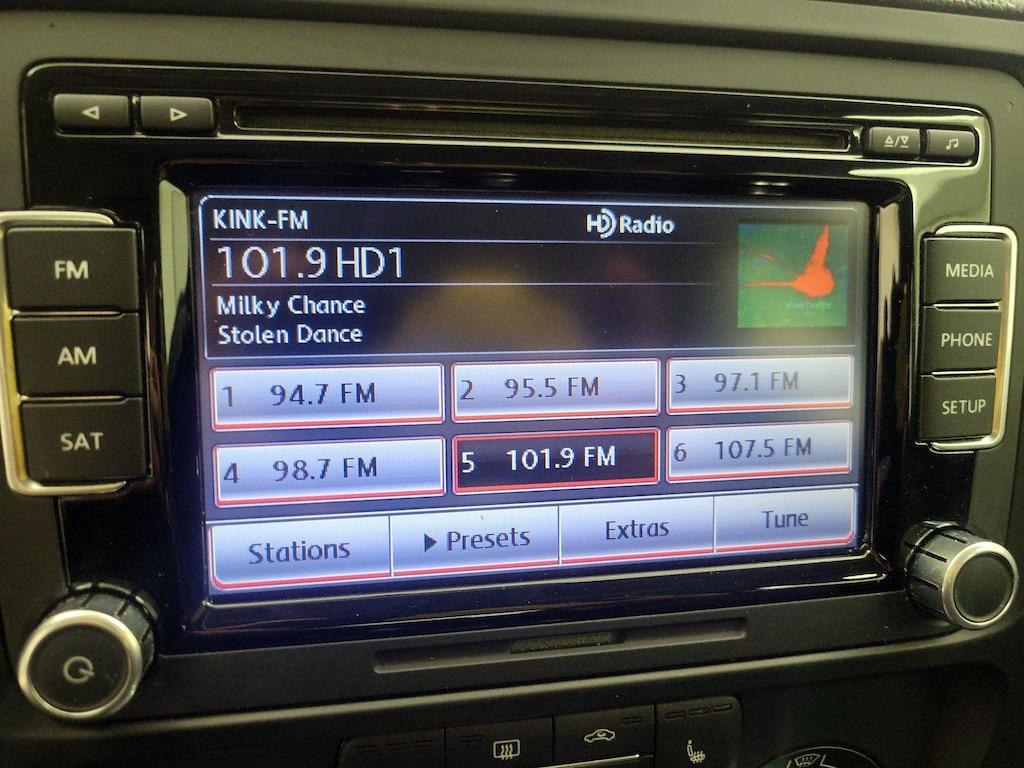 KINK-FM
HD Radio
101.9 HD1
Milky Chance
Stolen Dance
1 94.7 FM
2 95.5 FM
3 97.1 FM
4 98.7 FM
5 101.9 FM
6 107.5 FM
Stations
Presets
Extras
Tune
FM
AM
SAT
MEDIA
PHONE
SETUP